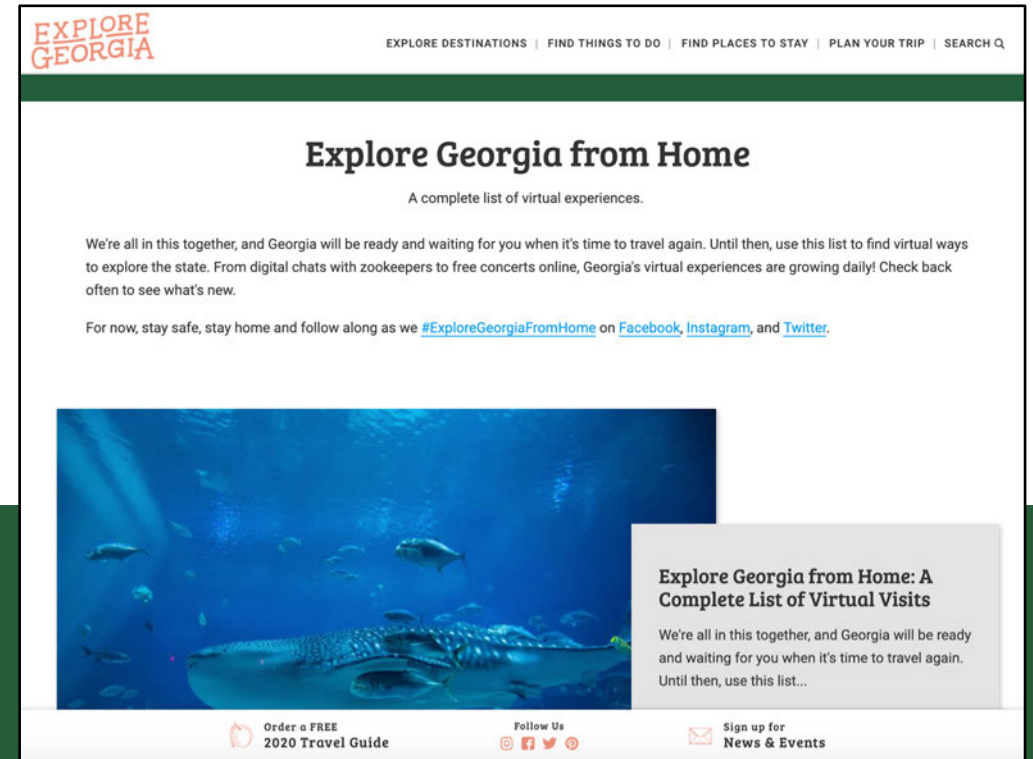 EXPLORE
GEORGIA
EXPLORE DESTINATIONS | FIND THINGS TO DO | FIND PLACES TO STAY | PLAN YOUR TRIP | SEARCH
Explore Georgia from Home
A complete list of virtual experiences.
We're all in this together, and Georgia will be ready and waiting for you when it's time to travel again. Until then, use this list to find virtual ways
to explore the state. From digital chats with zookeepers to free concerts online, Georgia's virtual experiences are growing daily! Check back
often to see what's new.
For now, stay safe, stay home and follow along as we #ExploreGeorgiaFromHome on Facebook, Instagram, and Twitter.
Explore Georgia from Home: A
Complete List of Virtual Visits
We're all in this together, and Georgia will be ready
and waiting for you when it's time to travel again.
Until then, use this list...
Order a FREE
2020 Travel Guide
Follow Us
Sign up for
News & Events